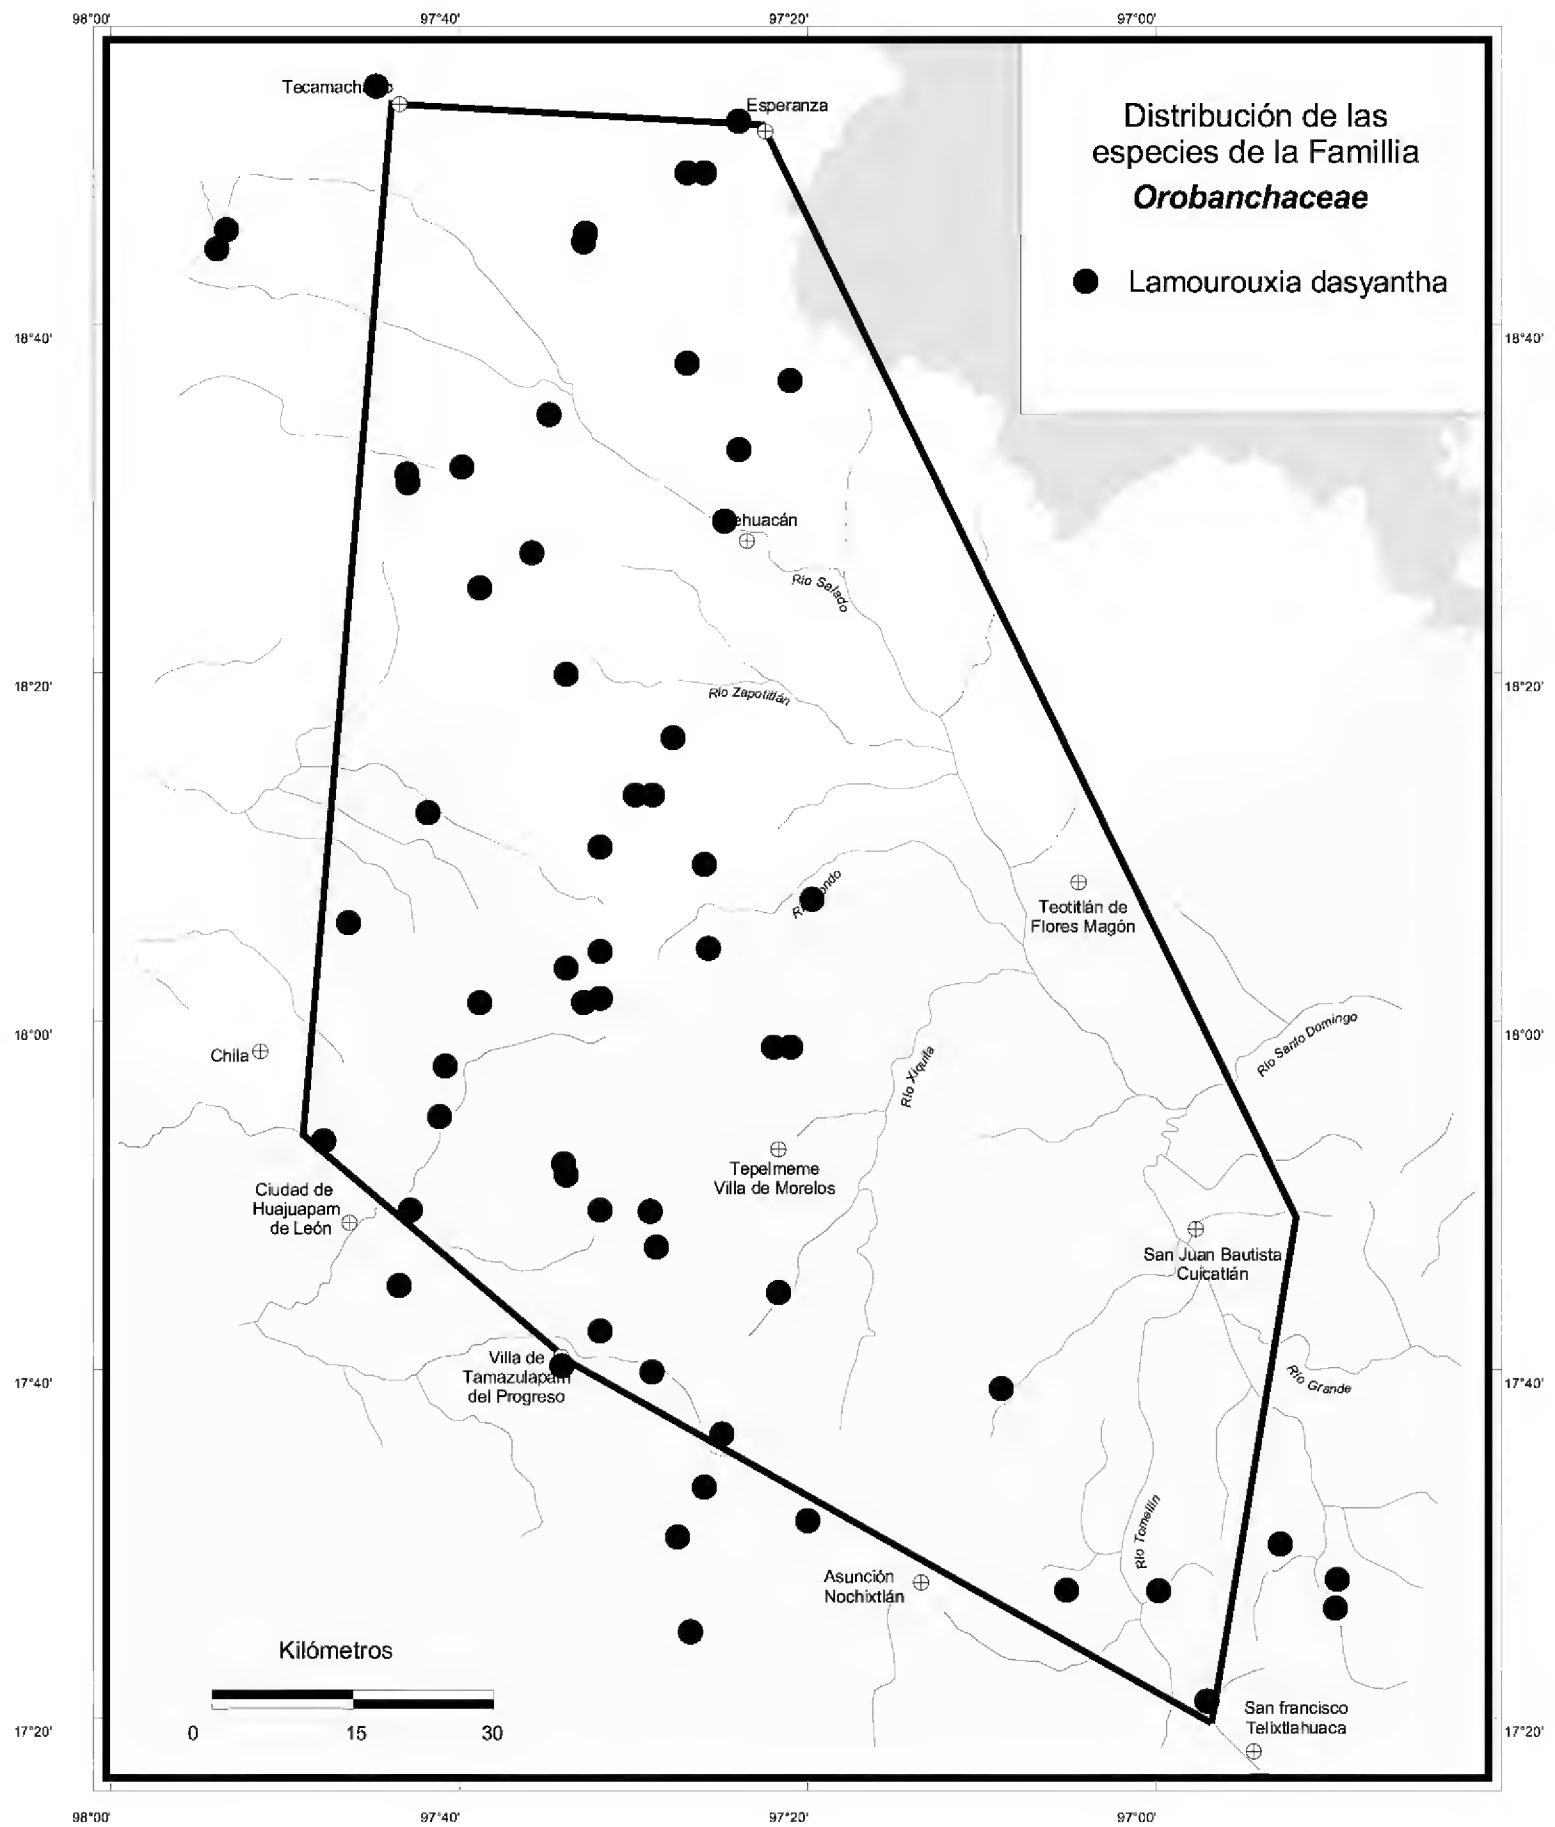 98°00'
97°40'
97°20'
97°00'
Esperanza
Distribución de las
especies de la Famillia
Orobanchaceae
Lamourouxia dasyantha
18°40'
18°40'
Río Salado
18°20'
18°20'
Río Zapotitlán
Teotitlán de
Flores Magón
18°00'
18°00'
Río Santo Domingo
Chila
Río Xiquila
Tepelmeme
Villa de Morelos
Ciudad de
Huajuapam
de León
San Juan Bautista
Cuicatlán
Villa de
Tamazulapam
del Progreso
17°40'
17°40'
Río Grande
Río Tomellín
Asunción
Nochixtlán
Kilómetros
0 15 30
San francisco
Telixtlahuaca
17°20'
17°20'
98°00'
97°40'
97°20'
97°00'